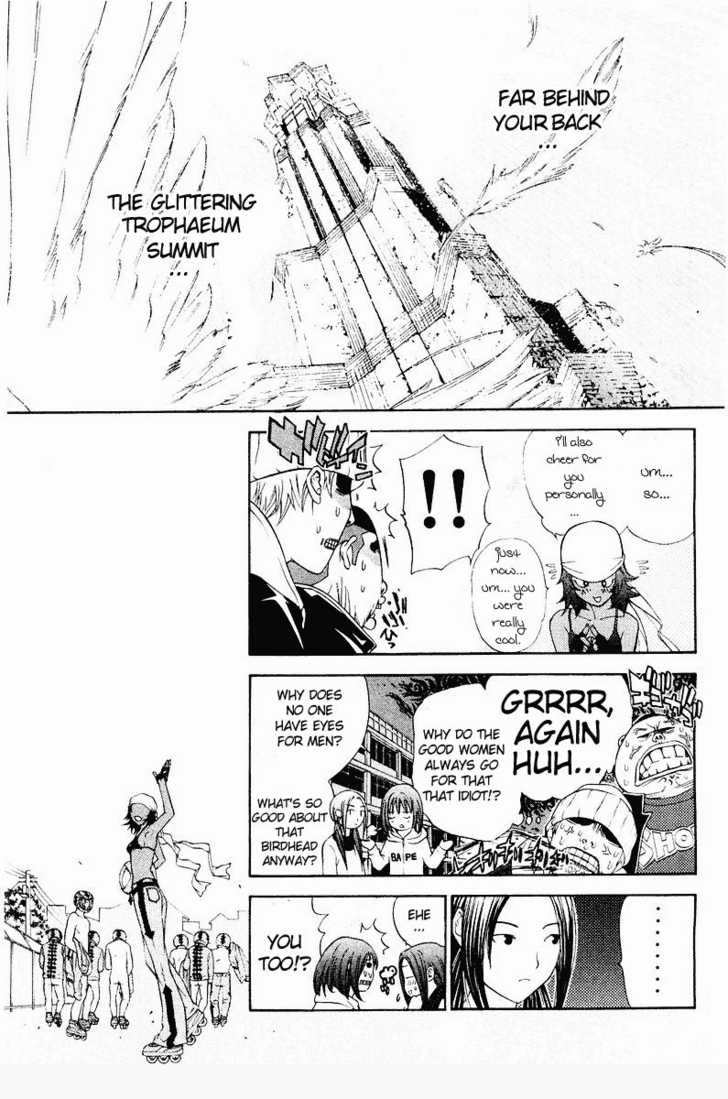 FAR BEHIND
YOUR BACK
...
THE GLITTERING
TROPHAEUM
SUMMIT
...
um...
so...
i'll also
cheer for
you
personally
...
just
now...
um... you
were
really
cool.
!!
GRRRR,
AGAIN
HUH...
WHY DO THE
GOOD WOMEN
ALWAYS GO
FOR THAT
THAT IDIOT!?
WHY DOES
NO ONE
HAVE EYES
FOR MEN?
WHAT'S SO
GOOD ABOUT
THAT
BIRDHEAD
ANYWAY?
BAPE
SHO
......
EHE
...
YOU
TOO!?